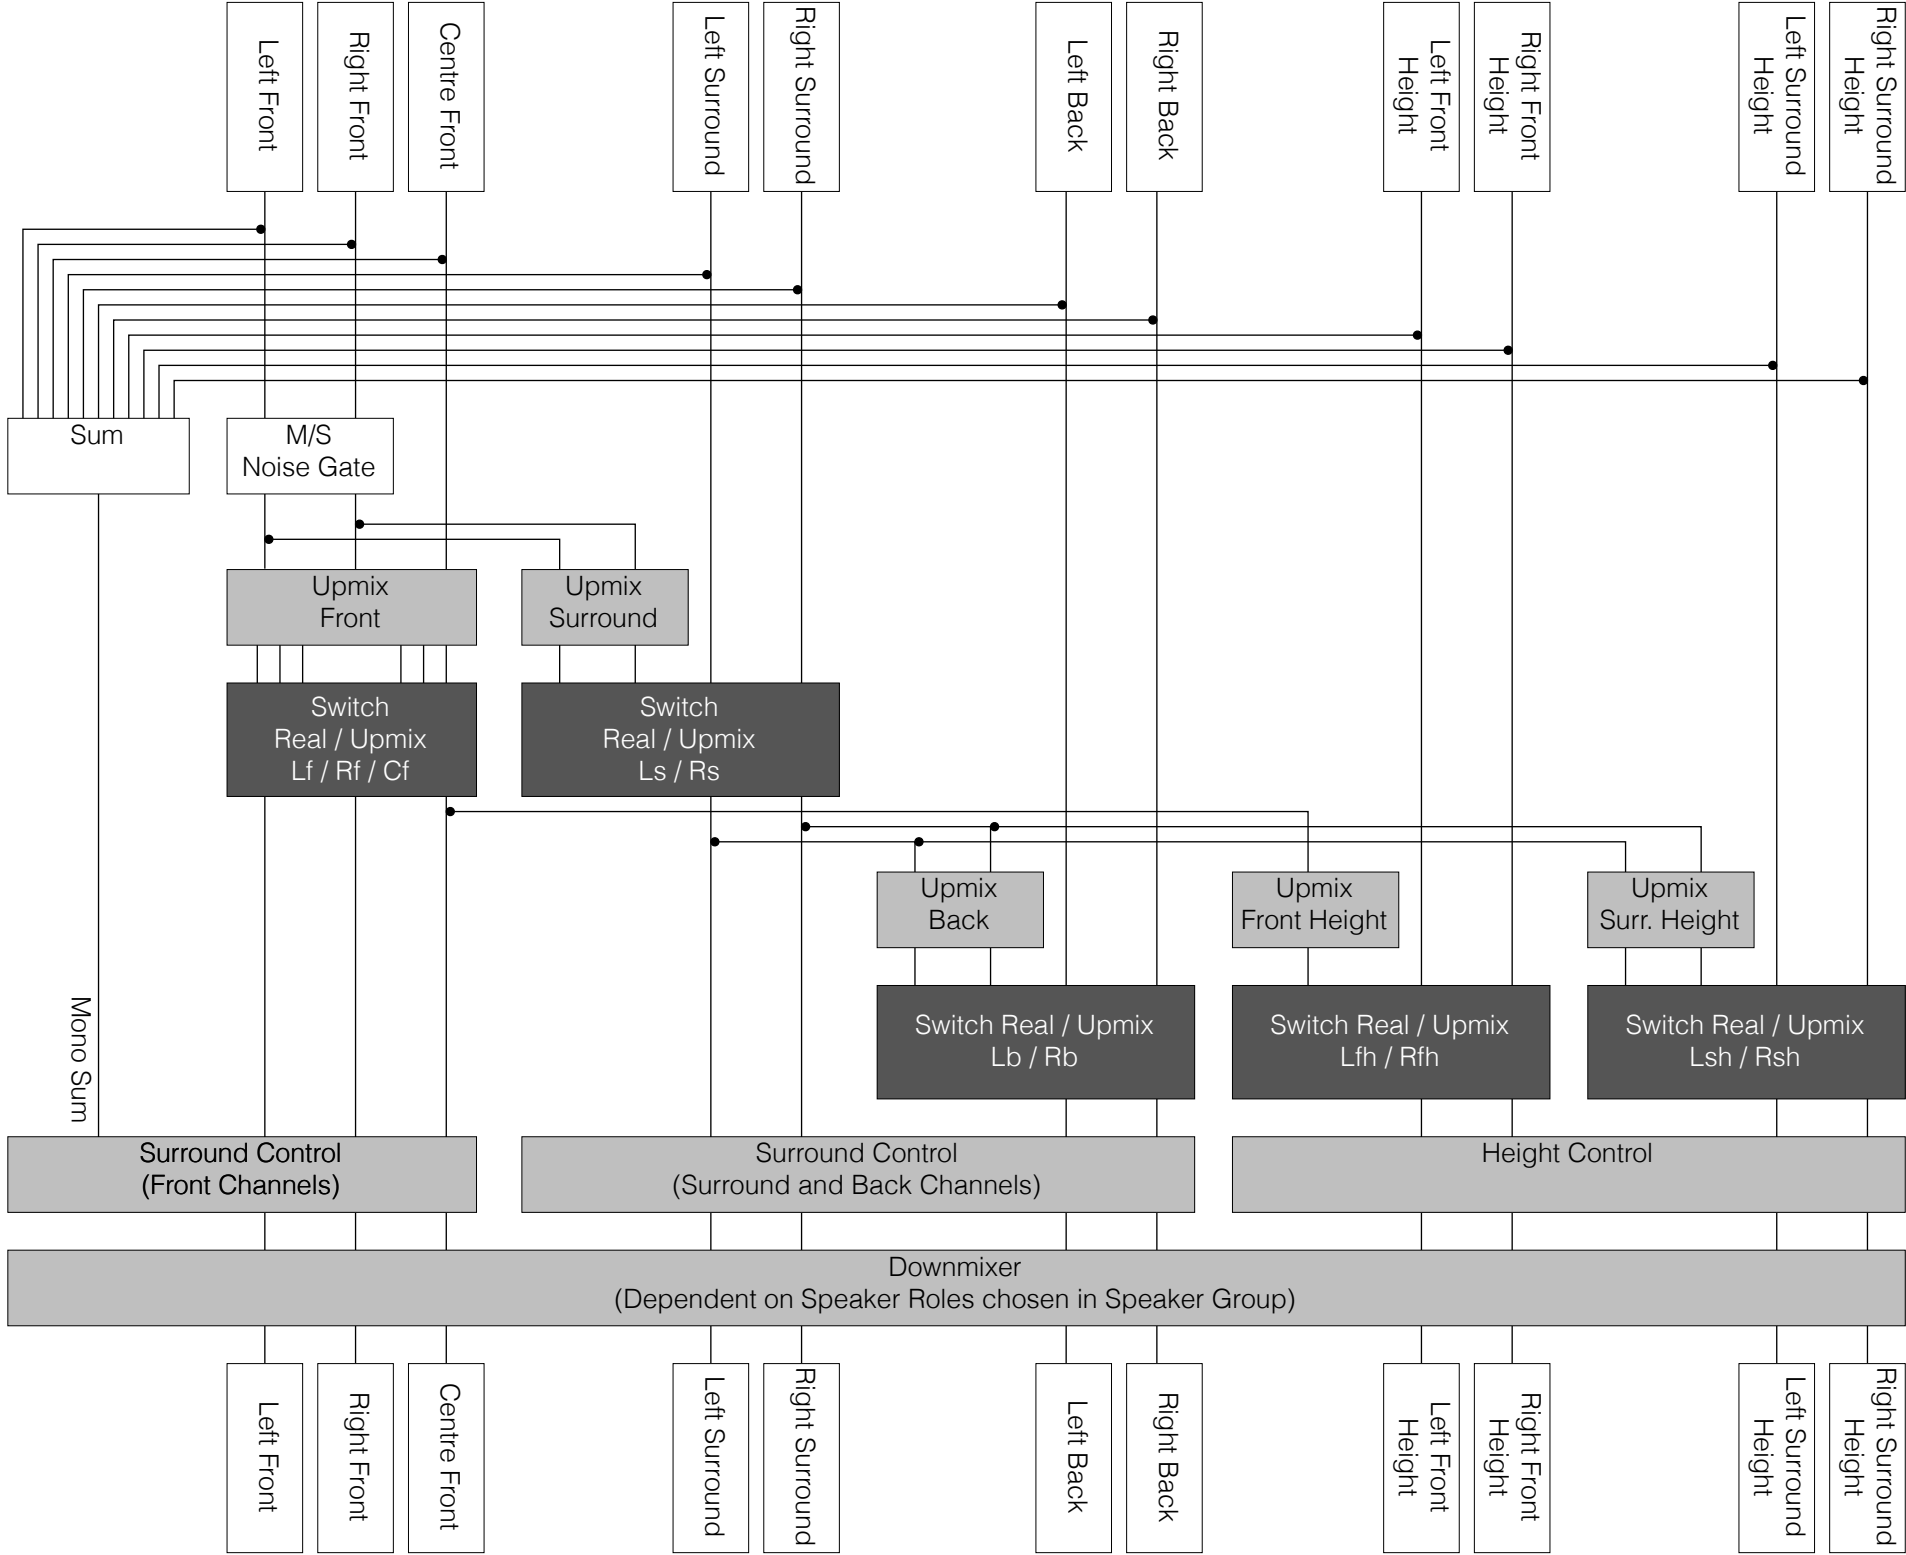 Left Front
Right Front
Centre Front
Left Surround
Right Surround
Left Back
Right Back
Left Front
Height
Right Front
Height
Left Surround
Height
Right Surround
Height
Sum
M/S
Noise Gate
Upmix
Front
Upmix
Surround
Switch
Real / Upmix
Lf / Rf / Cf
Switch
Real / Upmix
Ls / Rs
Upmix
Back
Upmix
Front Height
Upmix
Surr. Height
Switch Real / Upmix
Lb / Rb
Switch Real / Upmix
Lfh / Rfh
Switch Real / Upmix
Lsh / Rsh
Mono Sum
Surround Control
(Front Channels)
Surround Control
(Surround and Back Channels)
Height Control
Downmixer
(Dependent on Speaker Roles chosen in Speaker Group)
Left Front
Right Front
Centre Front
Left Surround
Right Surround
Left Back
Right Back
Left Front
Height
Right Front
Height
Left Surround
Height
Right Surround
Height